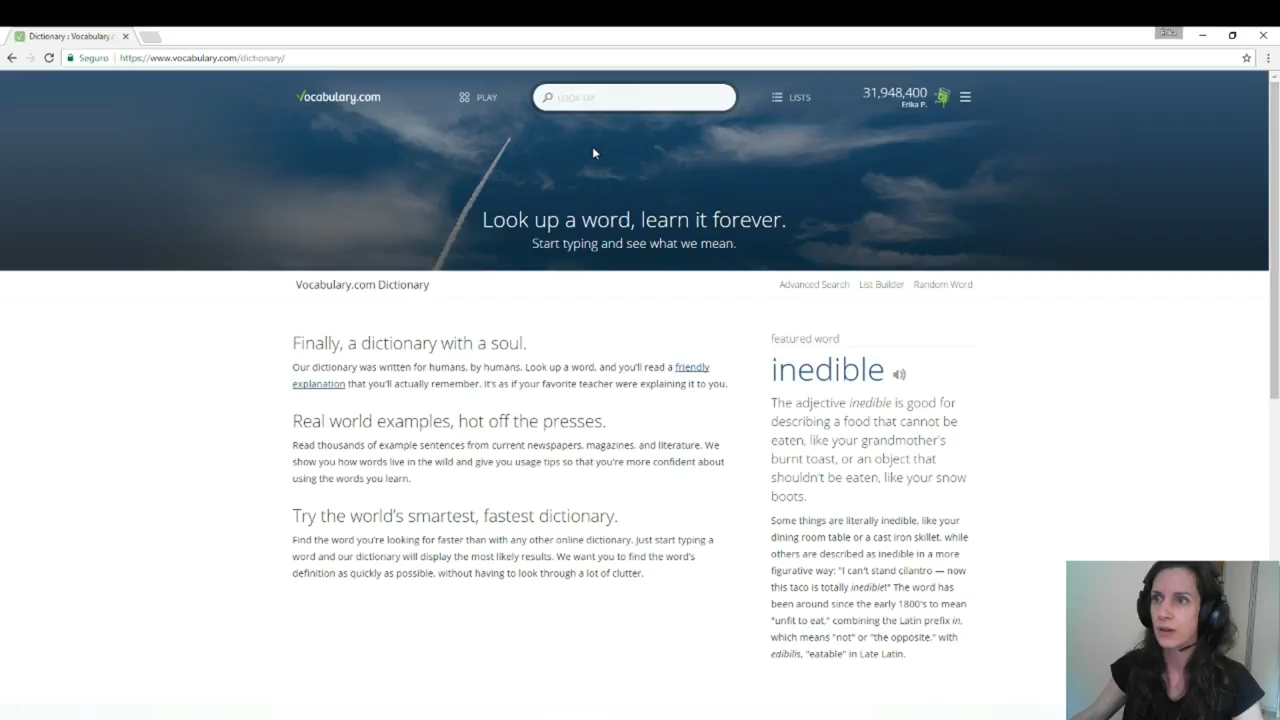 Dictionary : Vocabulary.
Erika
Seguro
https://www.vocabulary.com/dictionary/
Vocabulary.com
PLAY
LOOK UP
LISTS
31,948,400
Erika P.
Look up a word, learn it forever.
Start typing and see what we mean.
Vocabulary.com Dictionary
Advanced Search
List Builder
Random Word
Finally, a dictionary with a soul.
Our dictionary was written for humans, by humans. Look up a word, and you'll read a friendly
explanation that you'll actually remember. It's as if your favorite teacher were explaining it to you.
Real world examples, hot off the presses.
Read thousands of example sentences from current newspapers, magazines, and literature. We
show you how words live in the wild and give you usage tips so that you're more confident about
using the words you learn.
Try the world's smartest, fastest dictionary.
Find the word you're looking for faster than with any other online dictionary. Just start typing a
word and our dictionary will display the most likely results. We want you to find the word's
definition as quickly as possible, without having to look through a lot of clutter.
featured word
inedible
The adjective inedible is good for
describing a food that cannot be
eaten, like your grandmother's
burnt toast, or an object that
shouldn't be eaten, like your snow
boots.
Some things are literally inedible, like your
dining room table or a cast iron skillet, while
others are described as inedible in a more
figurative way: "I can't stand cilantro — now
this taco is totally inedible!" The word has
been around since the early 1800's to mean
"unfit to eat," combining the Latin prefix in,
which means "not" or "the opposite," with
edibilis, "eatable" in Late Latin.